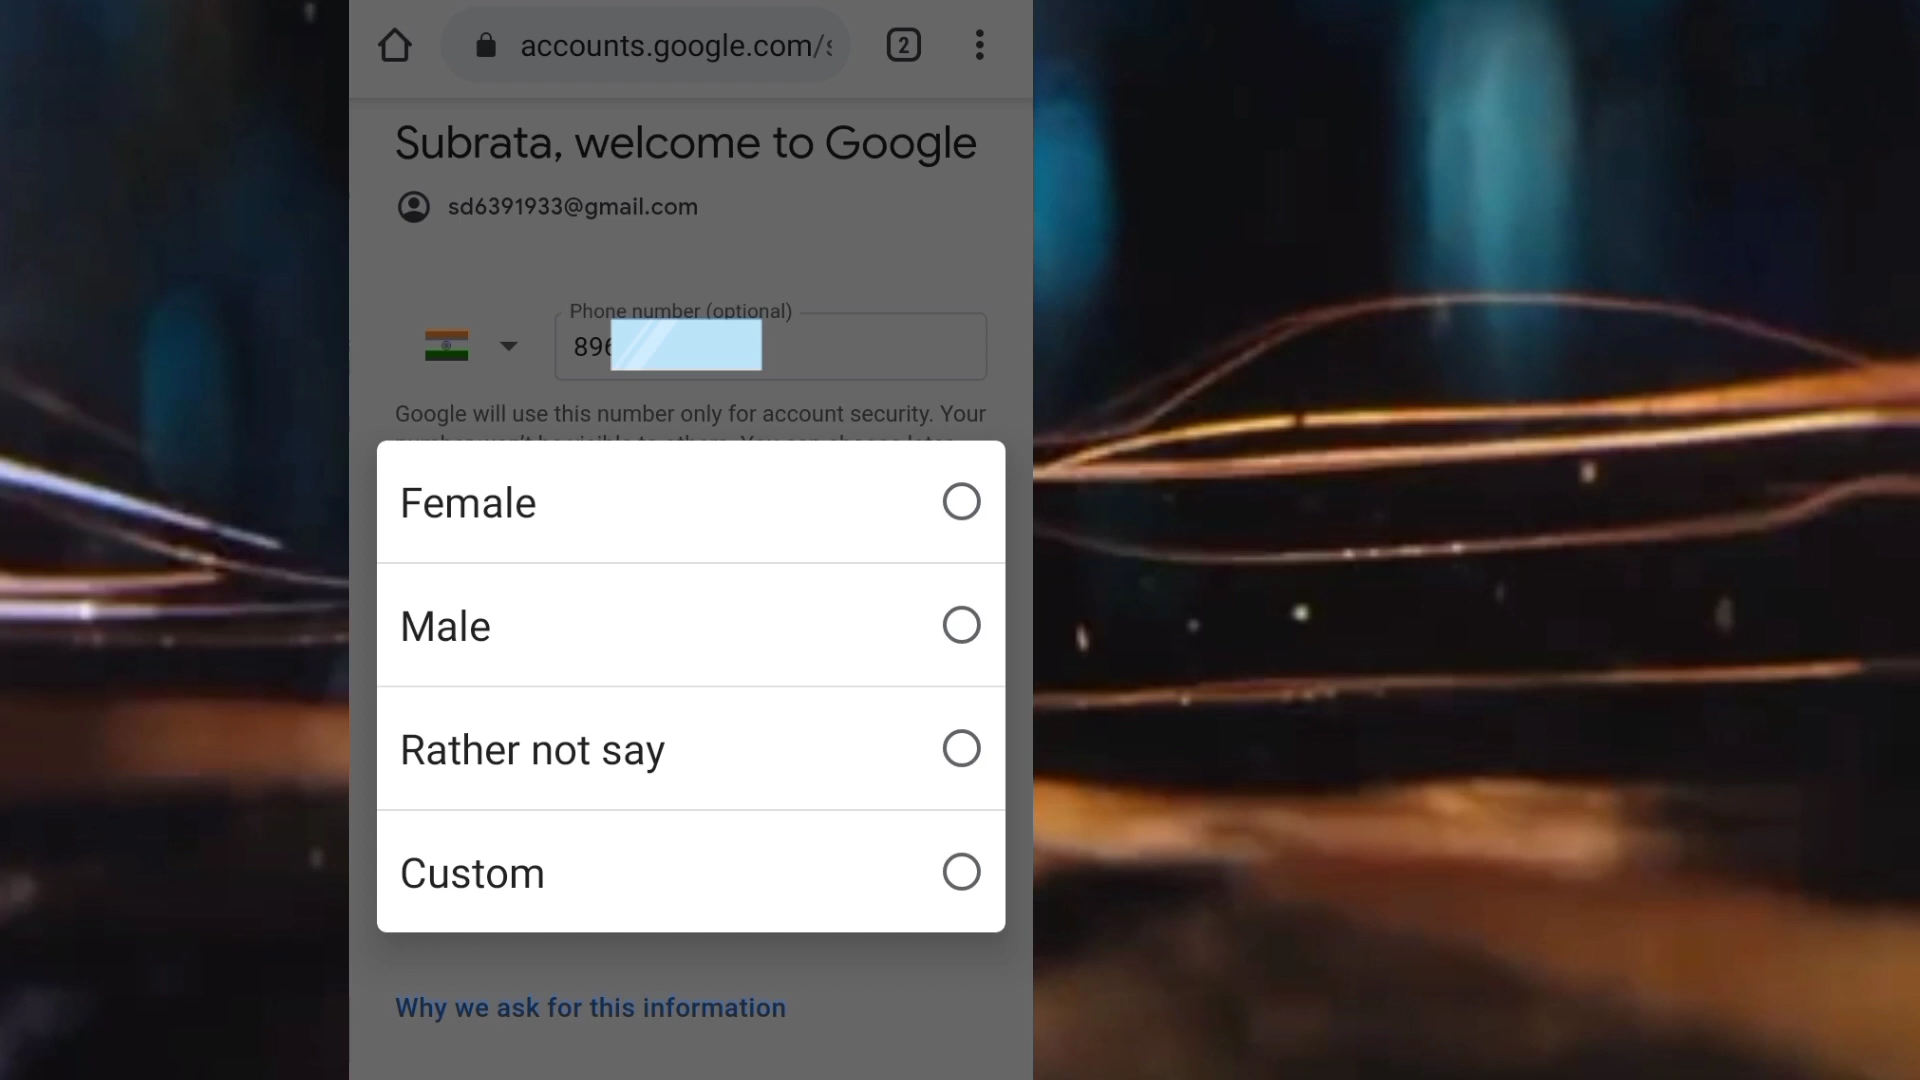 accounts.google.com/s
2
Subrata, welcome to Google
sd6391933@gmail.com
Phone number (optional)
896
Google will use this number only for account security. Your
Female
Male
Rather not say
Custom
Why we ask for this information